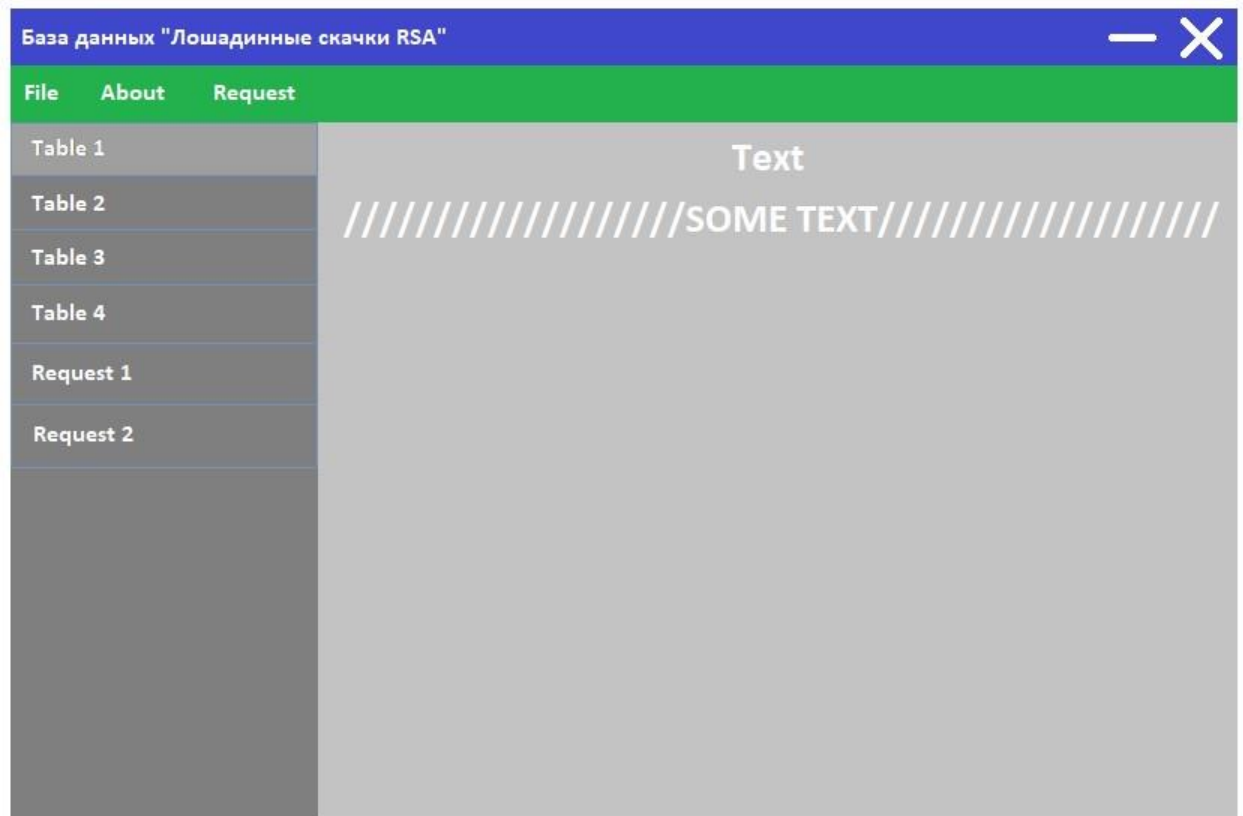 База данных "Лошадинные скачки RSA"
File About Request
Table 1
Table 2
Table 3
Table 4
Request 1
Request 2
Text
///////////////////SOME TEXT///////////////////